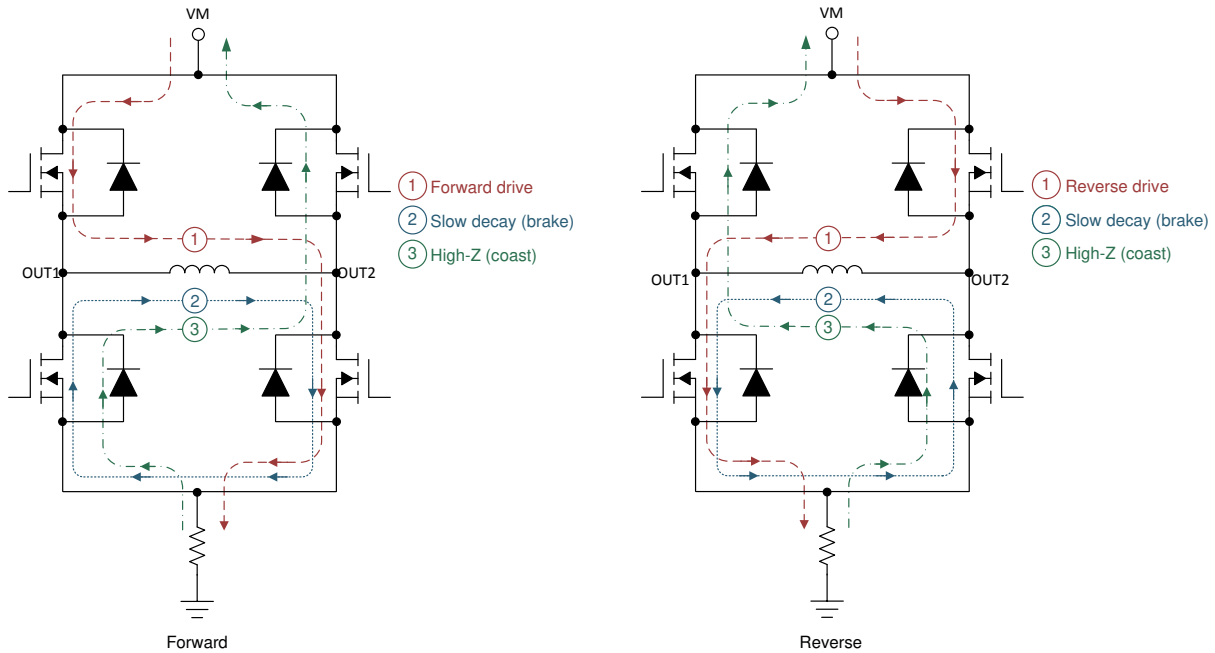 VM
1 Forward drive
2 Slow decay (brake)
3 High-Z (coast)
1
OUT1
OUT2
2
3
Forward
VM
1 Reverse drive
2 Slow decay (brake)
3 High-Z (coast)
1
OUT1
OUT2
2
3
Reverse